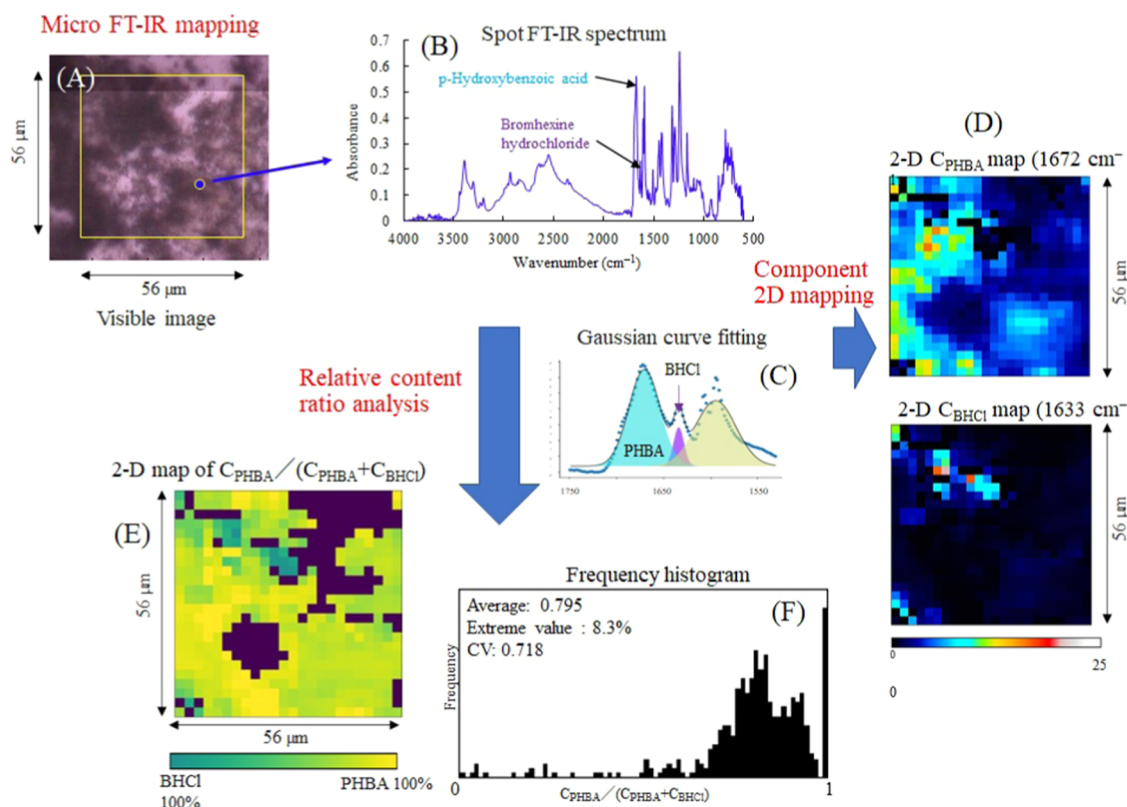 Micro FT-IR mapping
(A)
56 μm
56 μm
Visible image
(B)
Spot FT-IR spectrum
0.7
0.6
0.5
0.4
0.3
0.2
0.1
0
Absorbance
p-Hydroxybenzoic acid
Bromhexine
hydrochloride
4000 3500 3000 2500 2000 1500 1000 500
Wavenumber (cm⁻¹)
Component
2D mapping
(D)
2-D CPHBA map (1672 cm⁻
56 μm
2-D CBHCl map (1633 cm⁻
56 μm
0 25
0
Relative content
ratio analysis
Gaussian curve fitting
(C)
BHCl
PHBA
1750 1650 1550
2-D map of CPHBA/(CPHBA+CBHCl)
(E)
56 μm
56 μm
BHCl
100%
PHBA 100%
Frequency histogram
(F)
Average: 0.795
Extreme value : 8.3%
CV: 0.718
Frequency
0 1
CPHBA/(CPHBA+CBHCl)